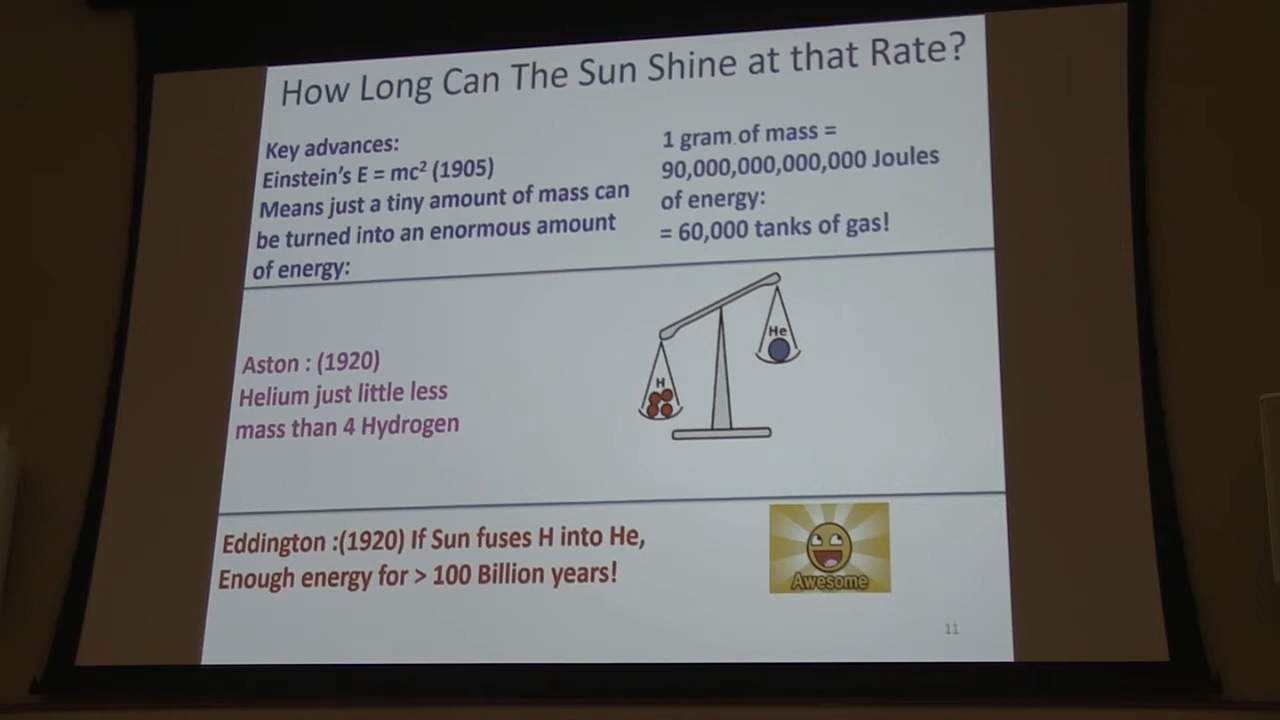 How Long Can The Sun Shine at that Rate?
Key advances:
Einstein's E = mc² (1905)
Means just a tiny amount of mass can
be turned into an enormous amount
of energy:
1 gram of mass =
90,000,000,000,000 Joules
of energy:
= 60,000 tanks of gas!
Aston : (1920)
Helium just little less
mass than 4 Hydrogen
H
He
Eddington :(1920) If Sun fuses H into He,
Enough energy for > 100 Billion years!
Awesome
11